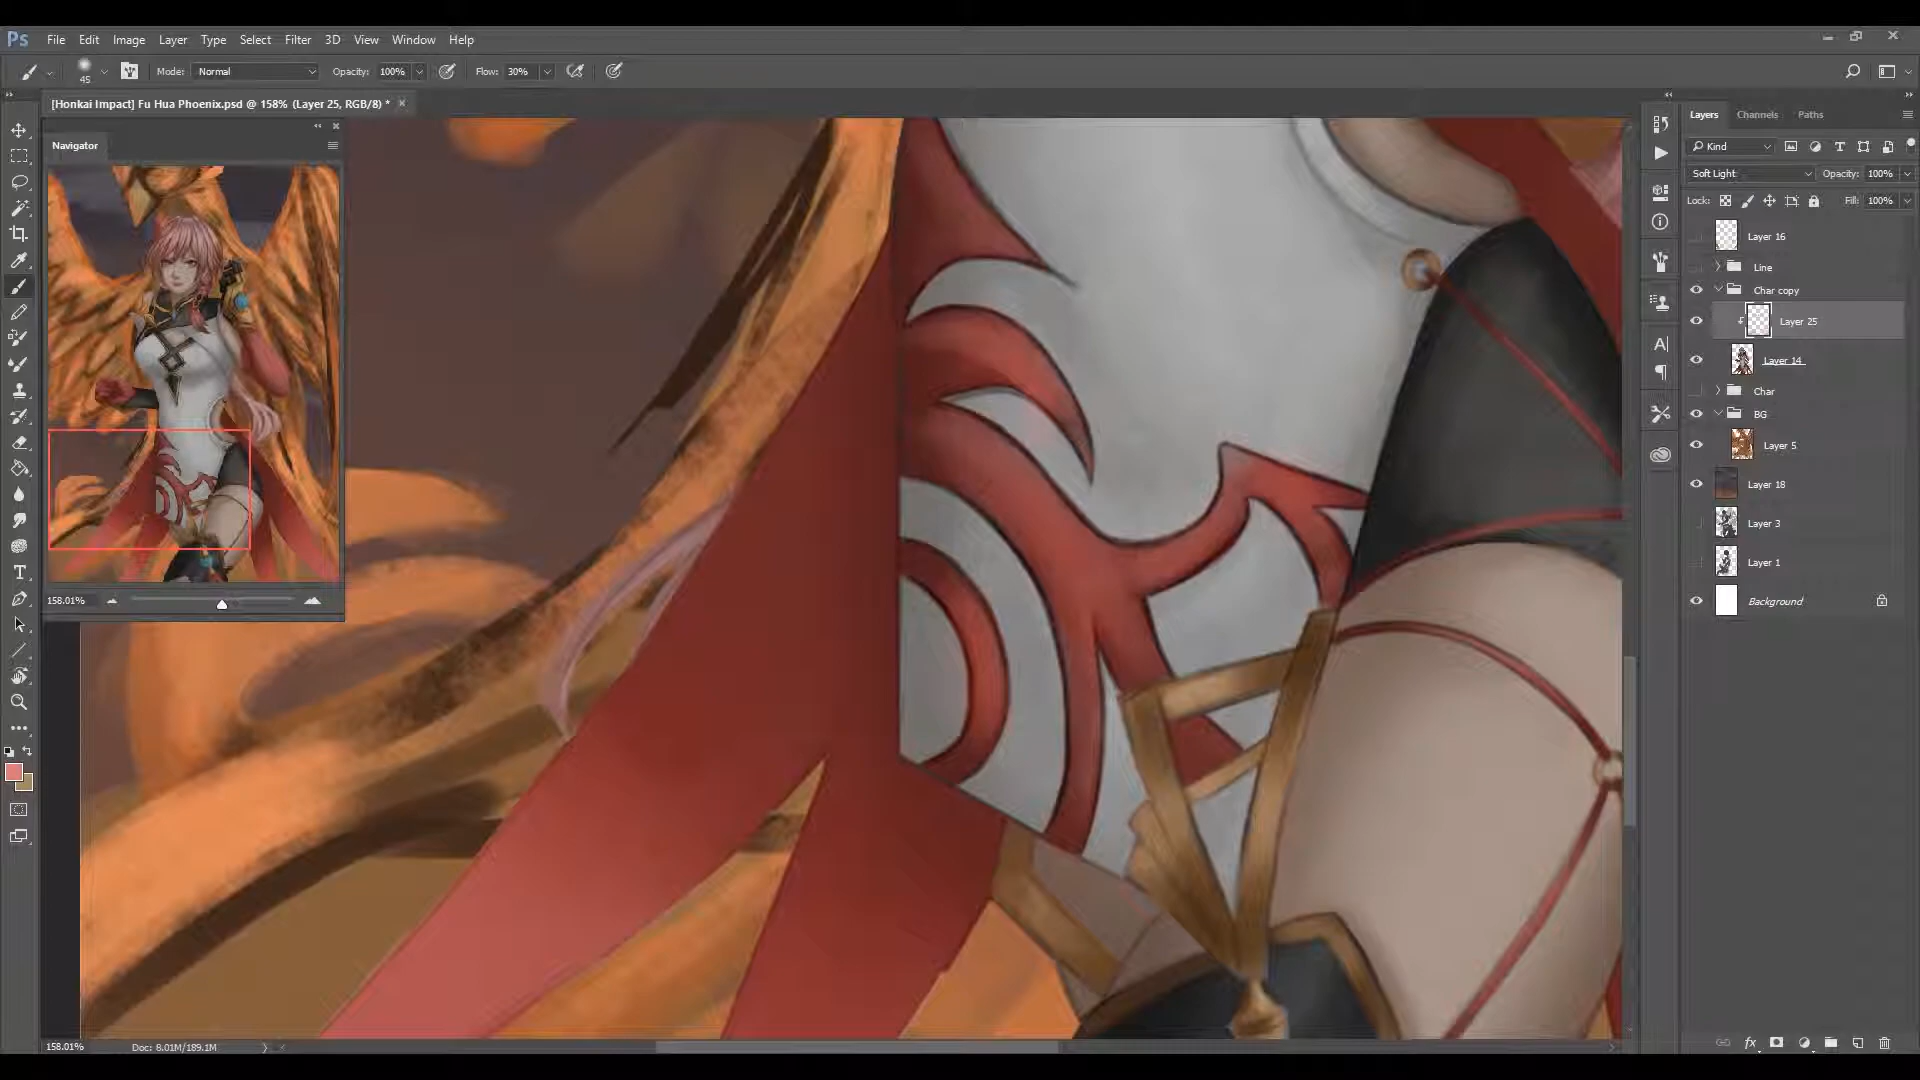 Ps File Edit Image Layer Type Select Filter 3D View Window Help
45 Mode: Normal Opacity: 100% Flow: 30%
[Honkai Impact] Fu Hua Phoenix.psd @ 158% (Layer 25, RGB/8) *
Navigator
158.01%
Layers Channels Paths
Kind
Soft Light Opacity: 100%
Lock: Fill: 100%
Layer 16
Line
Char copy
Layer 25
Layer 14
Char
BG
Layer 5
Layer 18
Layer 3
Layer 1
Background
158.01% Doc: 8.01M/189.1M